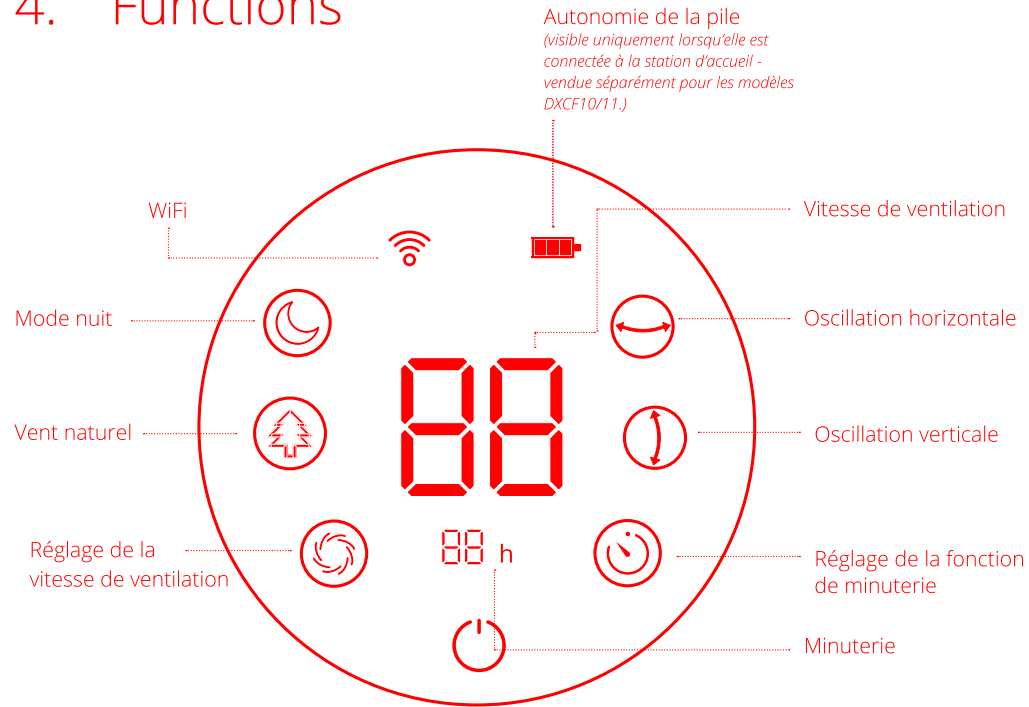 4. Functions
Autonomie de la pile
(visible uniquement lorsqu'elle est
connectée à la station d'accueil -
vendue séparément pour les modèles
DXCF10/11.)
WiFi
Vitesse de ventilation
Mode nuit
Oscillation horizontale
88
Vent naturel
Oscillation verticale
88 h
Réglage de la
vitesse de ventilation
Réglage de la fonction
de minuterie
Minuterie